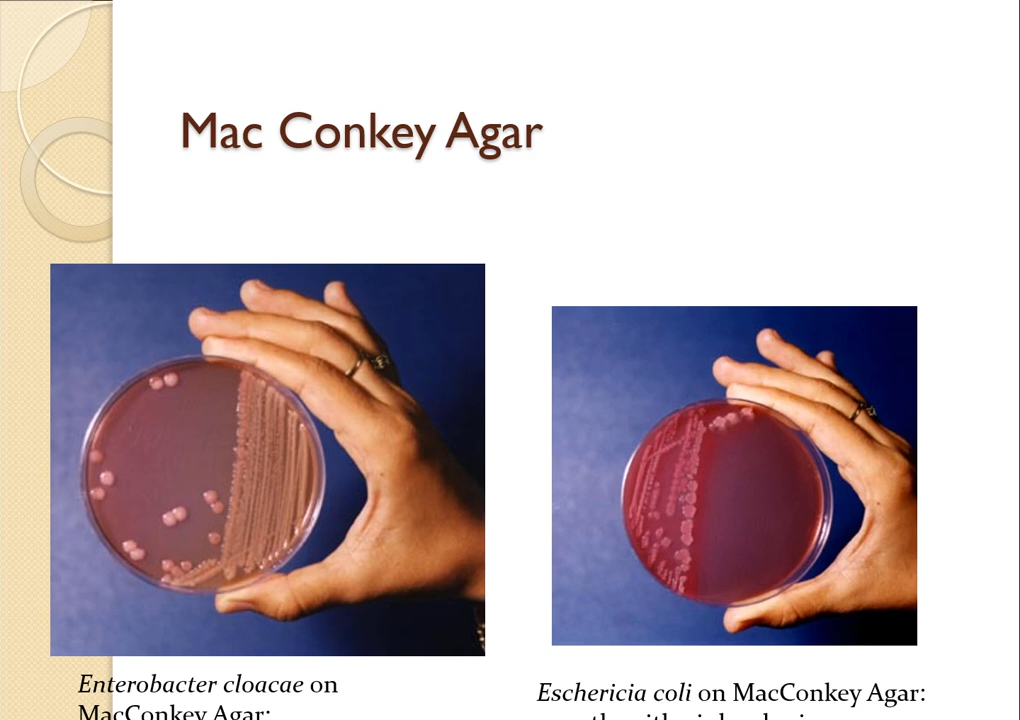 Mac Conkey Agar
Enterobacter cloacae on
MacConkey Agar:
Eschericia coli on MacConkey Agar: